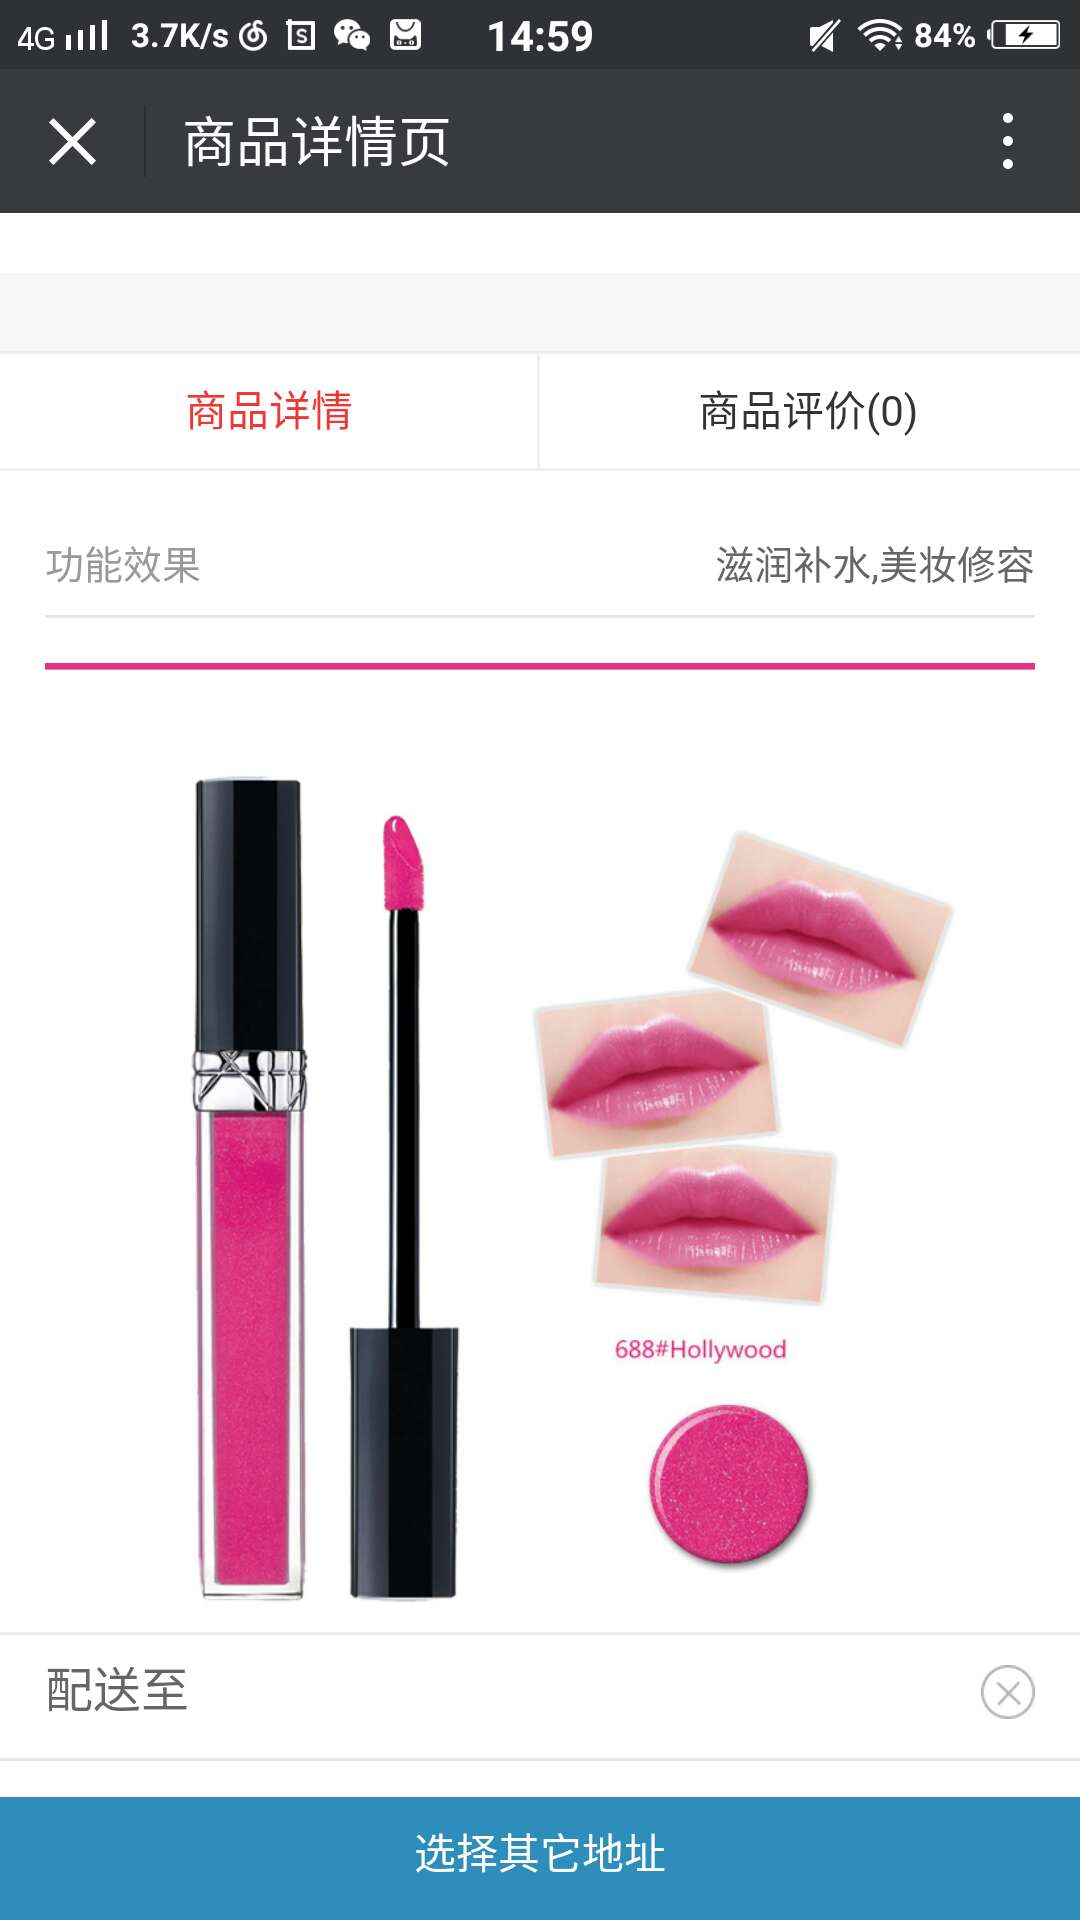 4G 3.7K/s 14:59 84%
商品详情页
商品详情
商品评价(0)
功能效果
滋润补水,美妆修容
688#Hollywood
配送至
选择其它地址